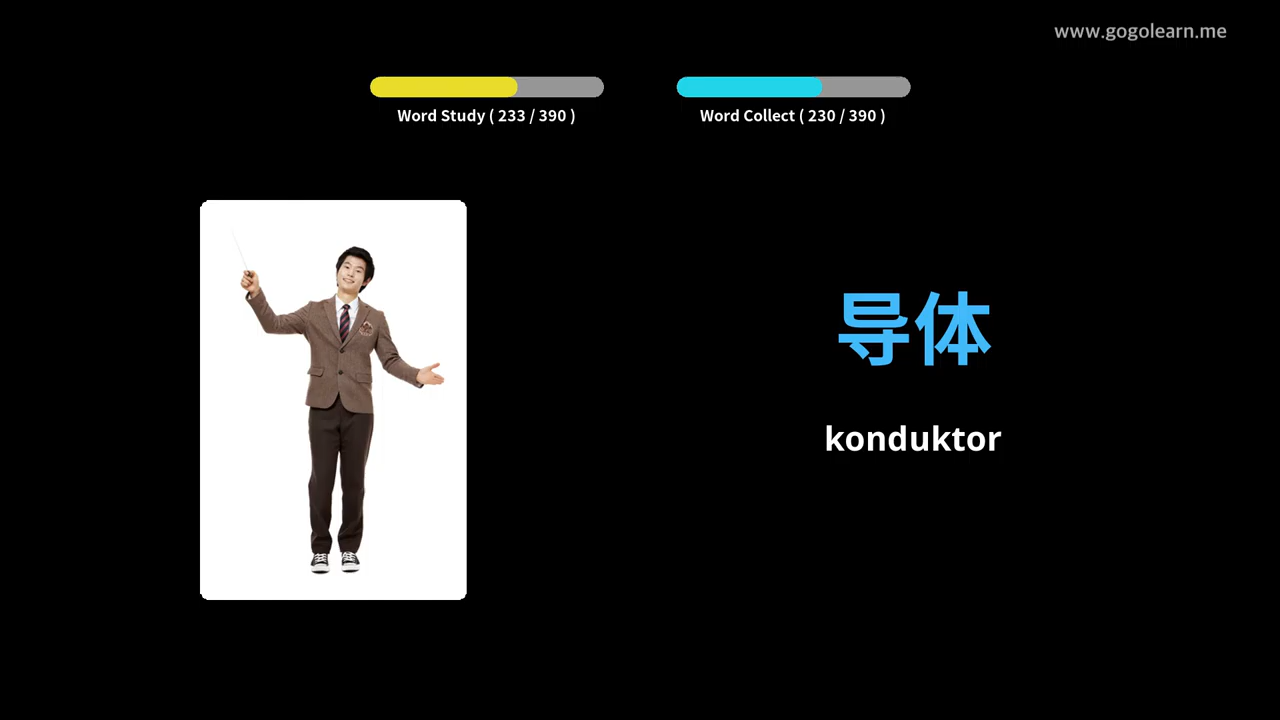 www.gogolearn.me
Word Study ( 233 / 390 )
Word Collect ( 230 / 390 )
导体
konduktor